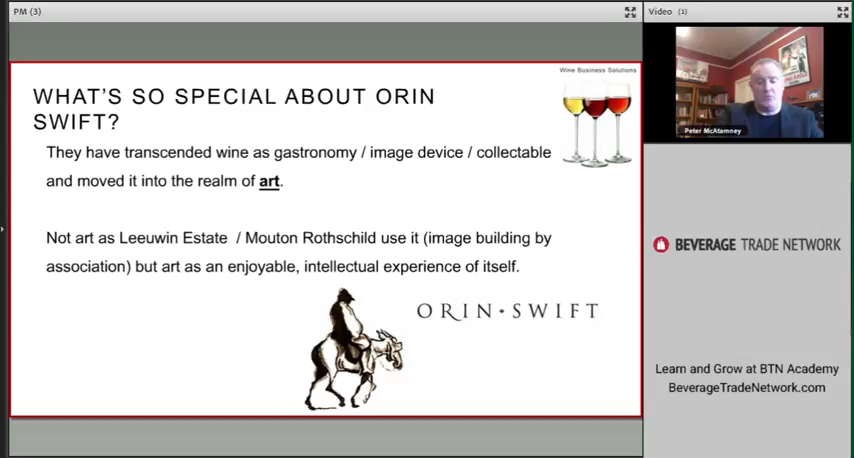 PM (3)
Wine Business Solutions
WHAT'S SO SPECIAL ABOUT ORIN
SWIFT?
They have transcended wine as gastronomy / image device / collectable
and moved it into the realm of art.
Not art as Leeuwin Estate / Mouton Rothschild use it (image building by
association) but art as an enjoyable, intellectual experience of itself.
ORIN • SWIFT
Video (1)
Peter McAtamney
BEVERAGE TRADE NETWORK
Learn and Grow at BTN Academy
BeverageTradeNetwork.com